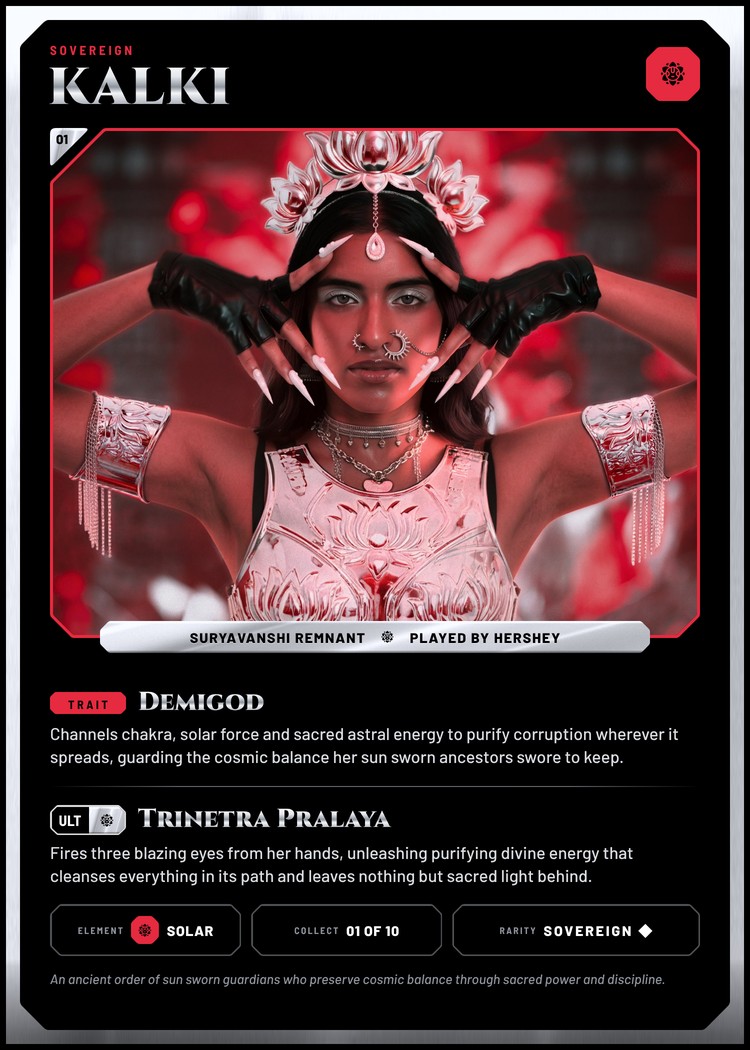 SOVEREIGN
KALKI
01
SURYAVANSHI REMNANT PLAYED BY HERSHEY
TRAIT DEMIGOD
Channels chakra, solar force and sacred astral energy to purify corruption wherever it
spreads, guarding the cosmic balance her sun sworn ancestors swore to keep.
ULT TRINETRA PRALAYA
Fires three blazing eyes from her hands, unleashing purifying divine energy that
cleanses everything in its path and leaves nothing but sacred light behind.
ELEMENT SOLAR COLLECT 01 OF 10 RARITY SOVEREIGN
An ancient order of sun sworn guardians who preserve cosmic balance through sacred power and discipline.